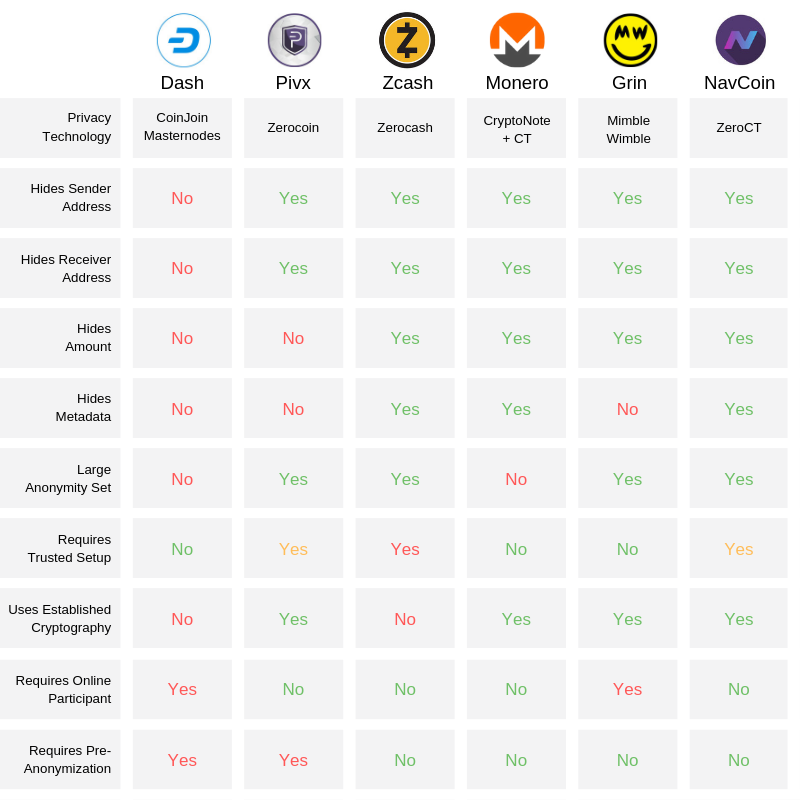 MW
Dash Pivx Zcash Monero Grin NavCoin
Privacy
Technology
CoinJoin
Masternodes
Zerocoin
Zerocash
CryptoNote
+ CT
Mimble
Wimble
ZeroCT
Hides Sender
Address
No Yes Yes Yes Yes Yes
Hides Receiver
Address
No Yes Yes Yes Yes Yes
Hides
Amount
No No Yes Yes Yes Yes
Hides
Metadata
No No Yes Yes No Yes
Large
Anonymity Set
No Yes Yes No Yes Yes
Requires
Trusted Setup
No Yes Yes No No Yes
Uses Established
Cryptography
No Yes No Yes Yes Yes
Requires Online
Participant
Yes No No No Yes No
Requires Pre-
Anonymization
Yes Yes No No No No